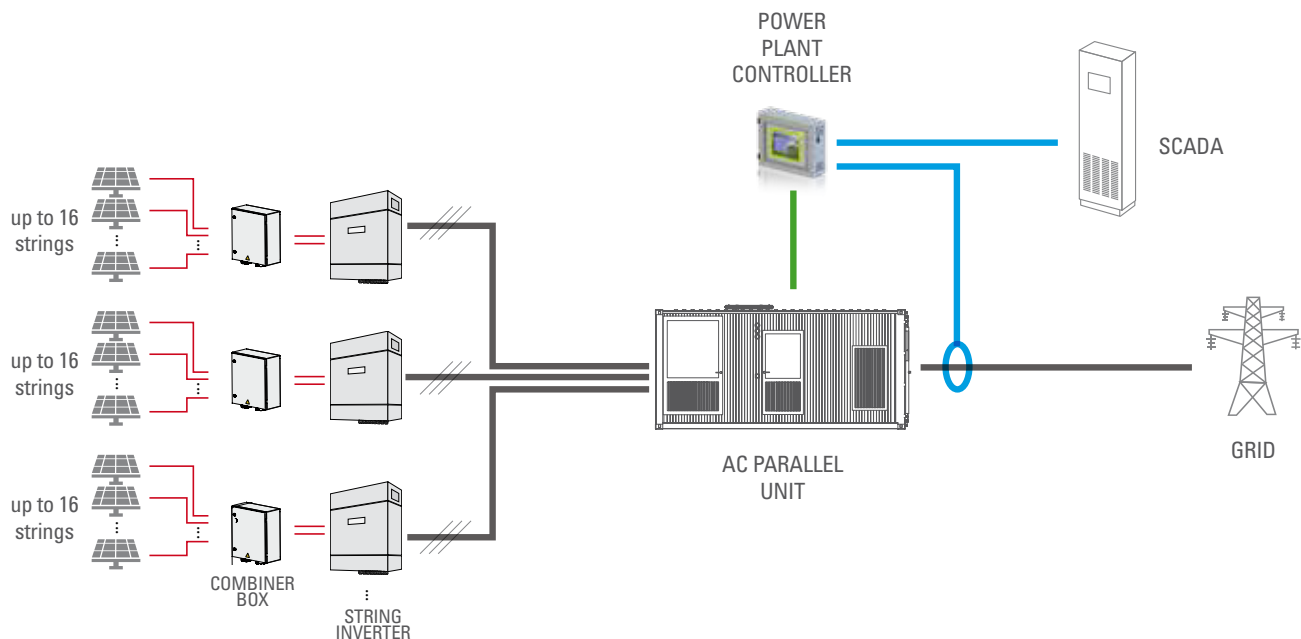 POWER
PLANT
CONTROLLER
SCADA
up to 16
strings
up to 16
strings
up to 16
strings
AC PARALLEL
UNIT
GRID
COMBINER
BOX
STRING
INVERTER